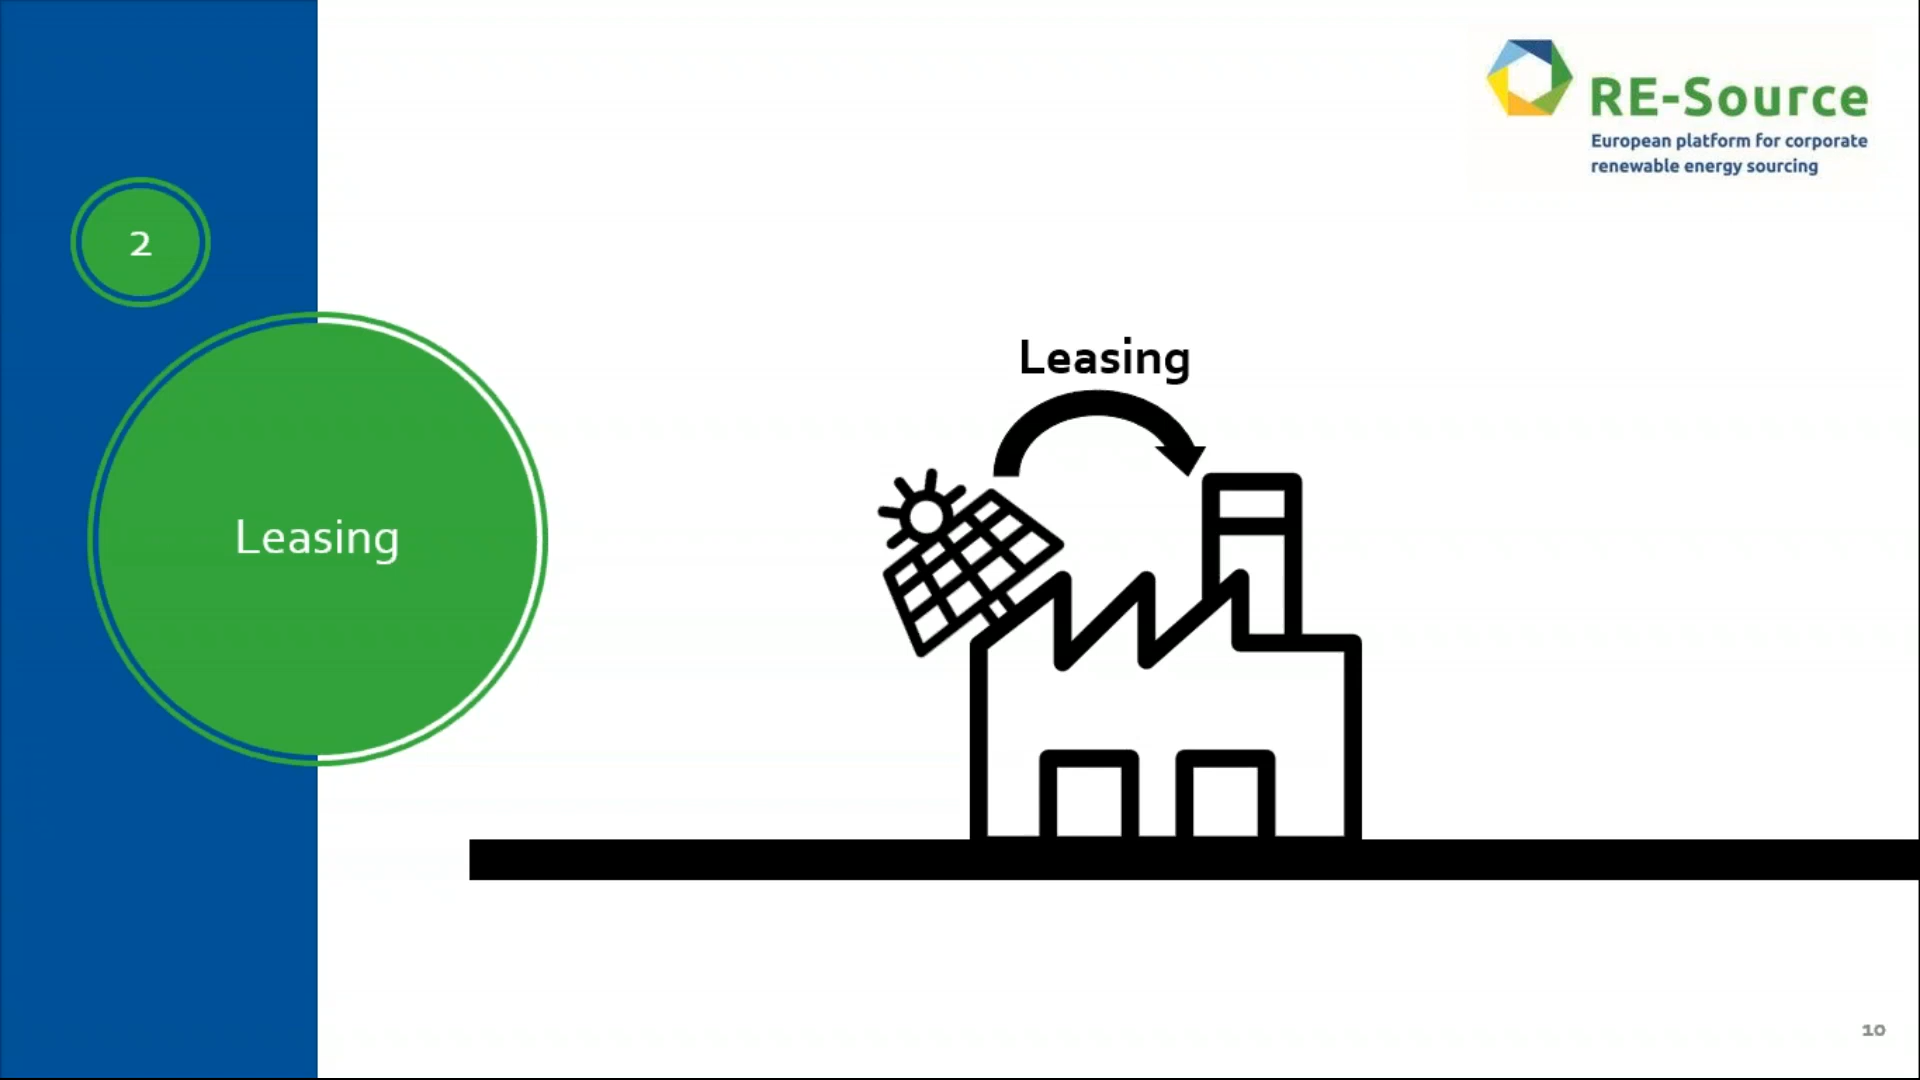 RE-Source
European platform for corporate
renewable energy sourcing
2
Leasing
Leasing
10